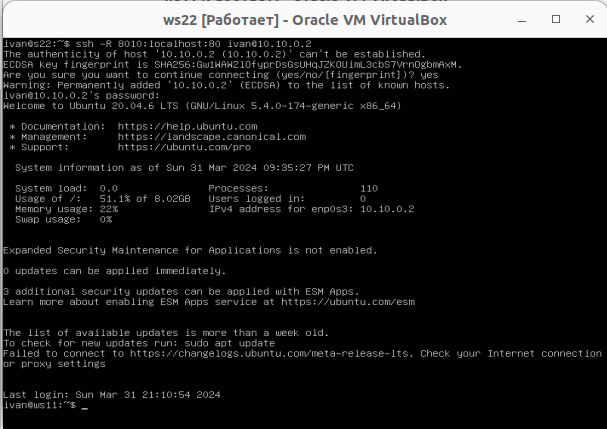 ws22 [Работает] - Oracle VM VirtualBox
ivan@s22:~$ ssh -R 8010:localhost:80 ivan@10.10.0.2
The authenticity of host '10.10.0.2 (10.10.0.2)' can't be established.
ECDSA key fingerprint is SHA256:Gw1WAW2lOfyprDsGsUHqJZKOUimL3cbS7VrnOgbmAxM.
Are you sure you want to continue connecting (yes/no/[fingerprint])? yes
Warning: Permanently added '10.10.0.2' (ECDSA) to the list of known hosts.
ivan@10.10.0.2's password:
Welcome to Ubuntu 20.04.6 LTS (GNU/Linux 5.4.0-174-generic x86_64)
* Documentation:  https://help.ubuntu.com
* Management:     https://landscape.canonical.com
* Support:        https://ubuntu.com/pro
System information as of Sun 31 Mar 2024 09:35:27 PM UTC
System load:  0.0               Processes:               110
Usage of /:   51.1% of 8.02GB   Users logged in:         0
Memory usage: 22%               IPv4 address for enp0s3: 10.10.0.2
Swap usage:   0%
Expanded Security Maintenance for Applications is not enabled.
0 updates can be applied immediately.
3 additional security updates can be applied with ESM Apps.
Learn more about enabling ESM Apps service at https://ubuntu.com/esm
The list of available updates is more than a week old.
To check for new updates run: sudo apt update
Failed to connect to https://changelogs.ubuntu.com/meta-release-lts. Check your Internet connection
or proxy settings
Last login: Sun Mar 31 21:10:54 2024
ivan@ws11:~$ _